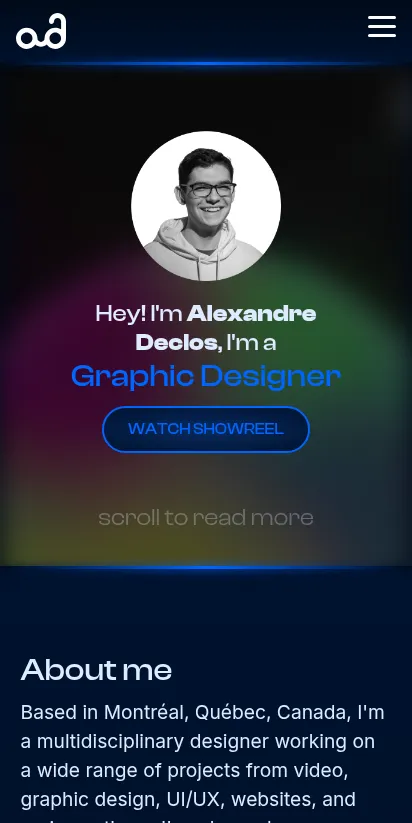 Hey! I'm Alexandre
Declos, I'm a
Graphic Designer
WATCH SHOWREEL
scroll to read more
About me
Based in Montréal, Québec, Canada, I'm
a multidisciplinary designer working on
a wide range of projects from video,
graphic design, UI/UX, websites, and